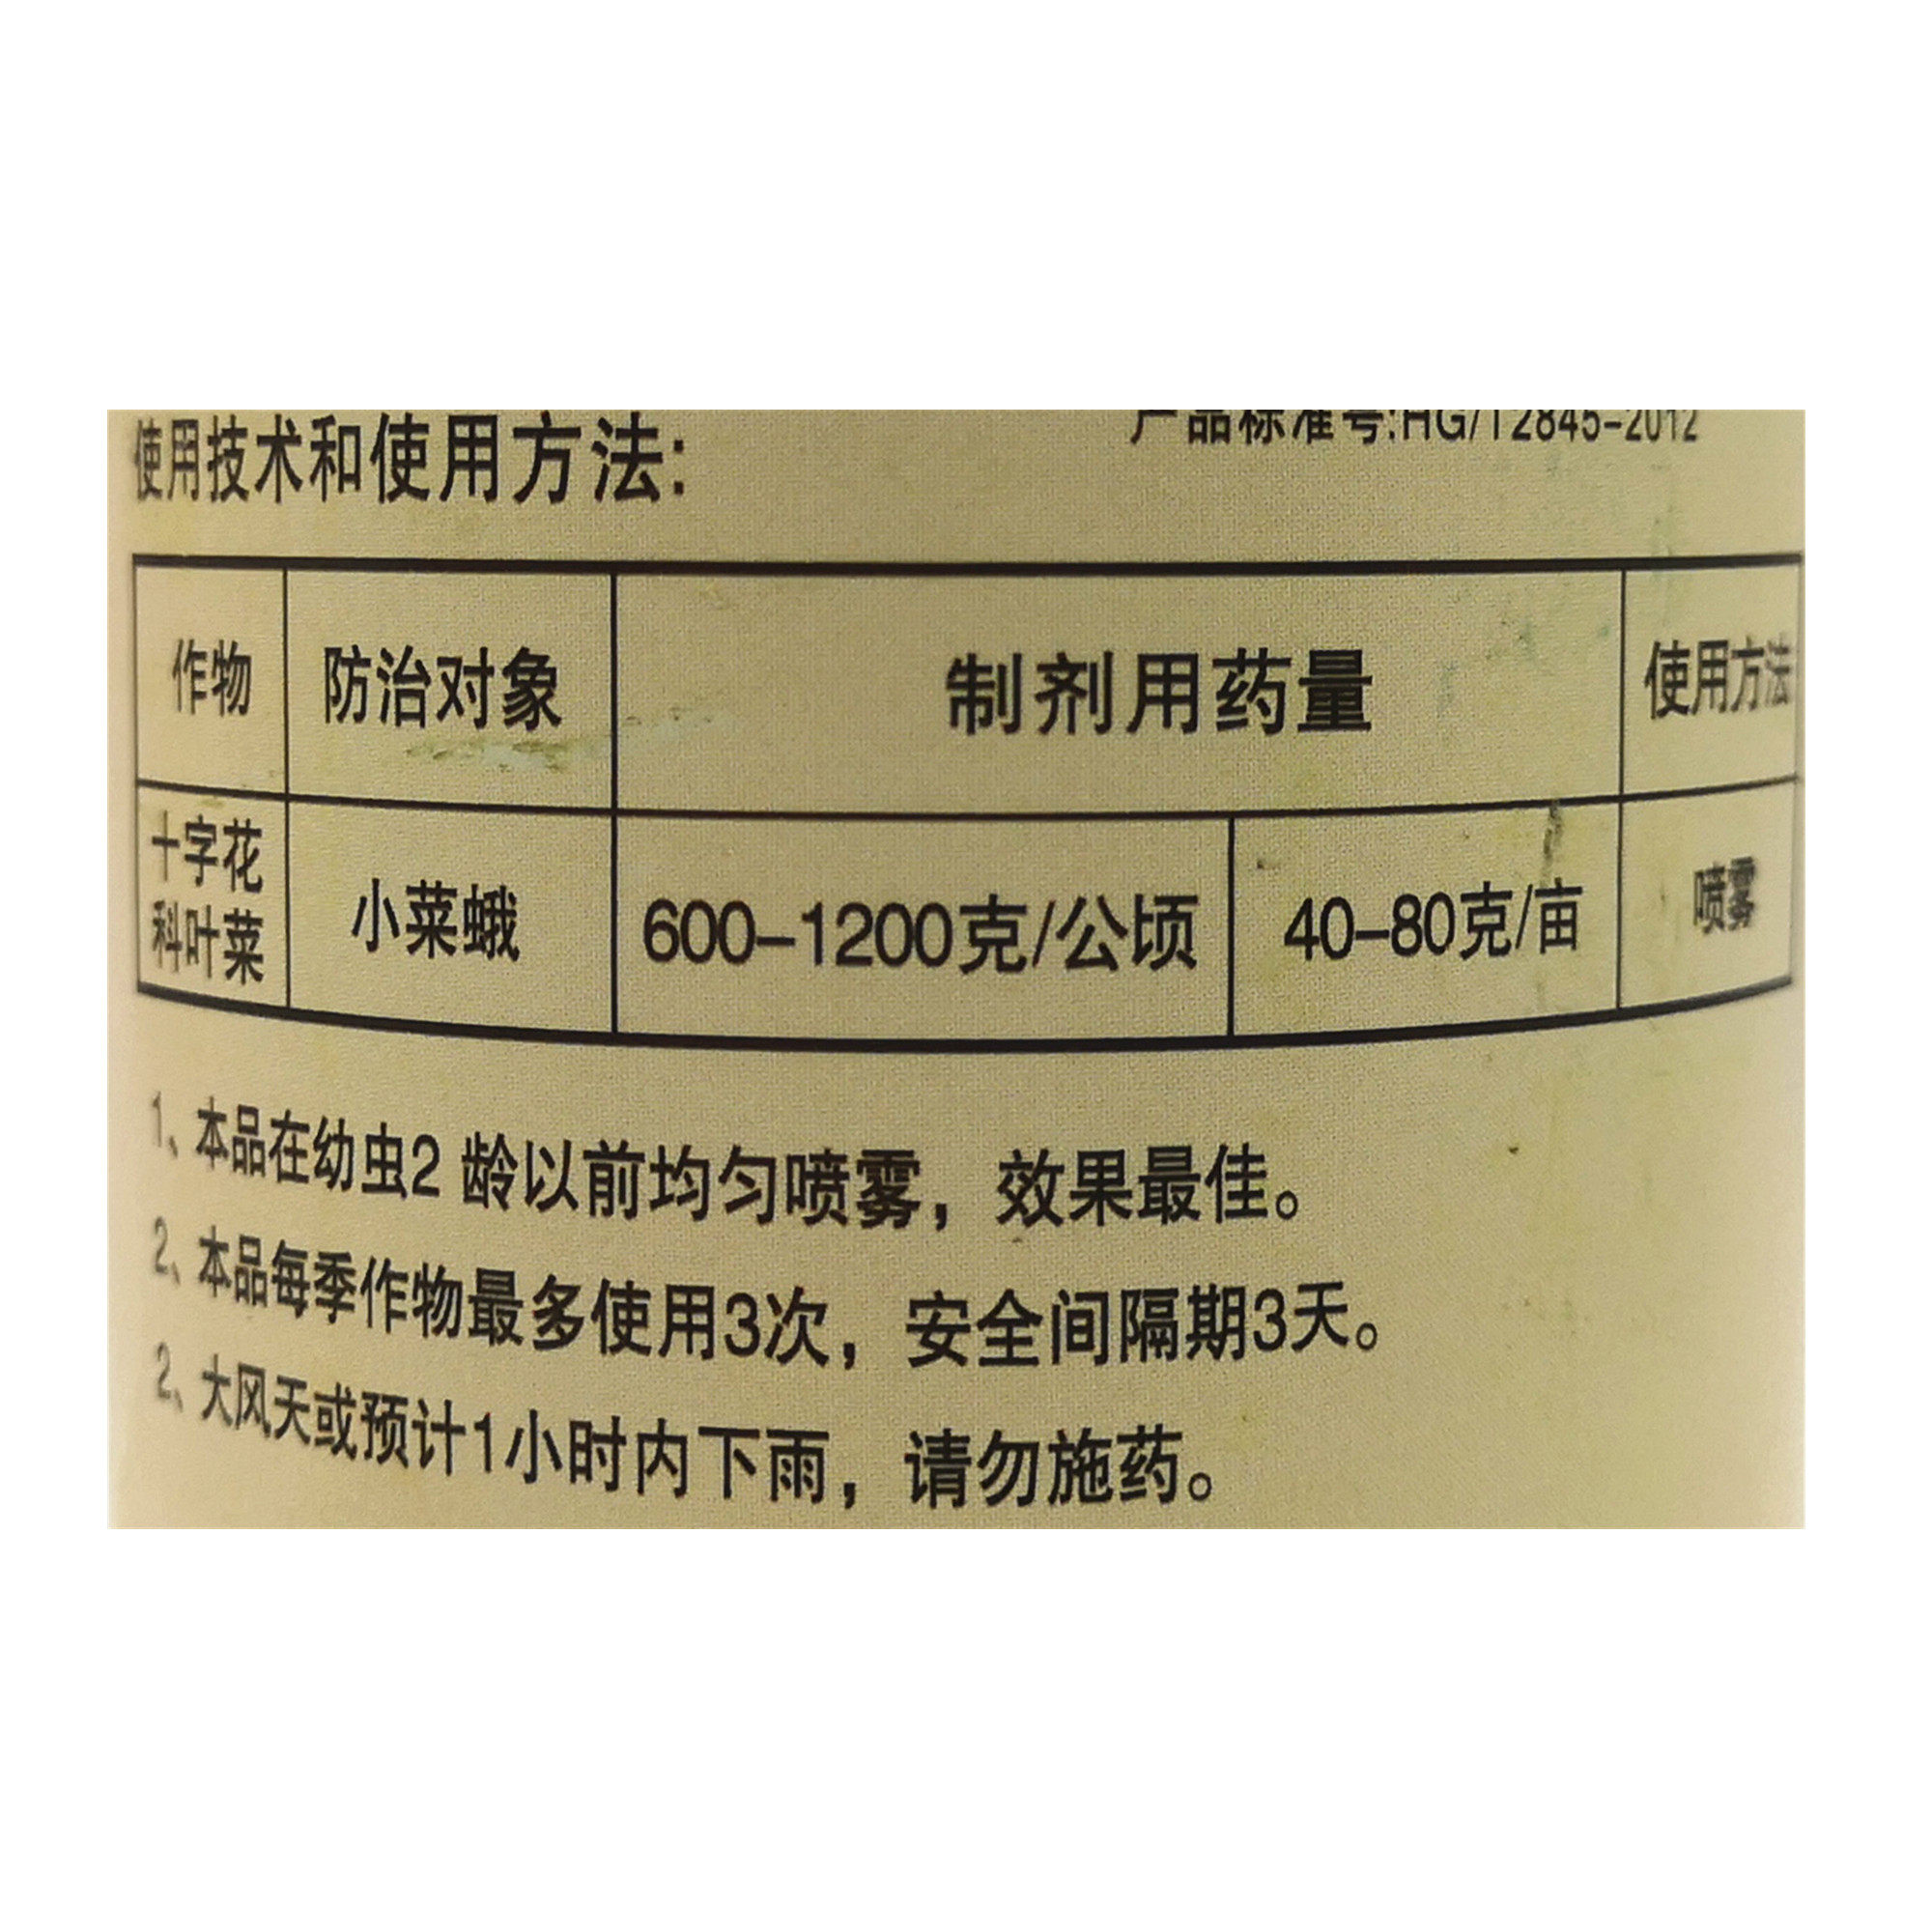 产品标准号:HG/T2845-2012
使用技术和使用方法:
作物 防治对象 制剂用药量 使用方法
十字花
科叶菜 小菜蛾 600-1200克/公顷 40-80克/亩 喷雾
1、本品在幼虫2 龄以前均匀喷雾，效果最佳。
2、本品每季作物最多使用3次，安全间隔期3天。
2、大风天或预计1小时内下雨，请勿施药。